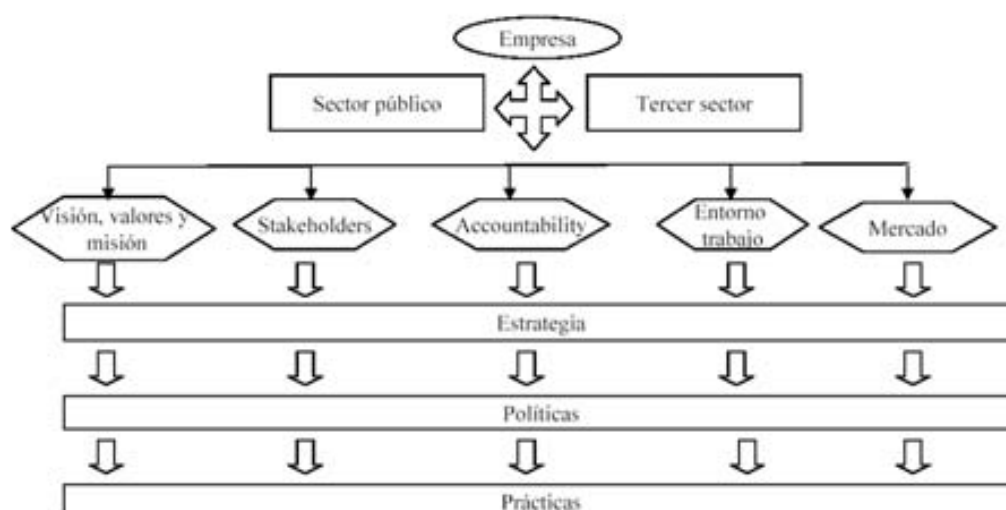 Empresa
Sector público
Tercer sector
Visión, valores y
misión
Stakeholders
Accountability
Entorno
trabajo
Mercado
Estrategia
Políticas
Prácticas